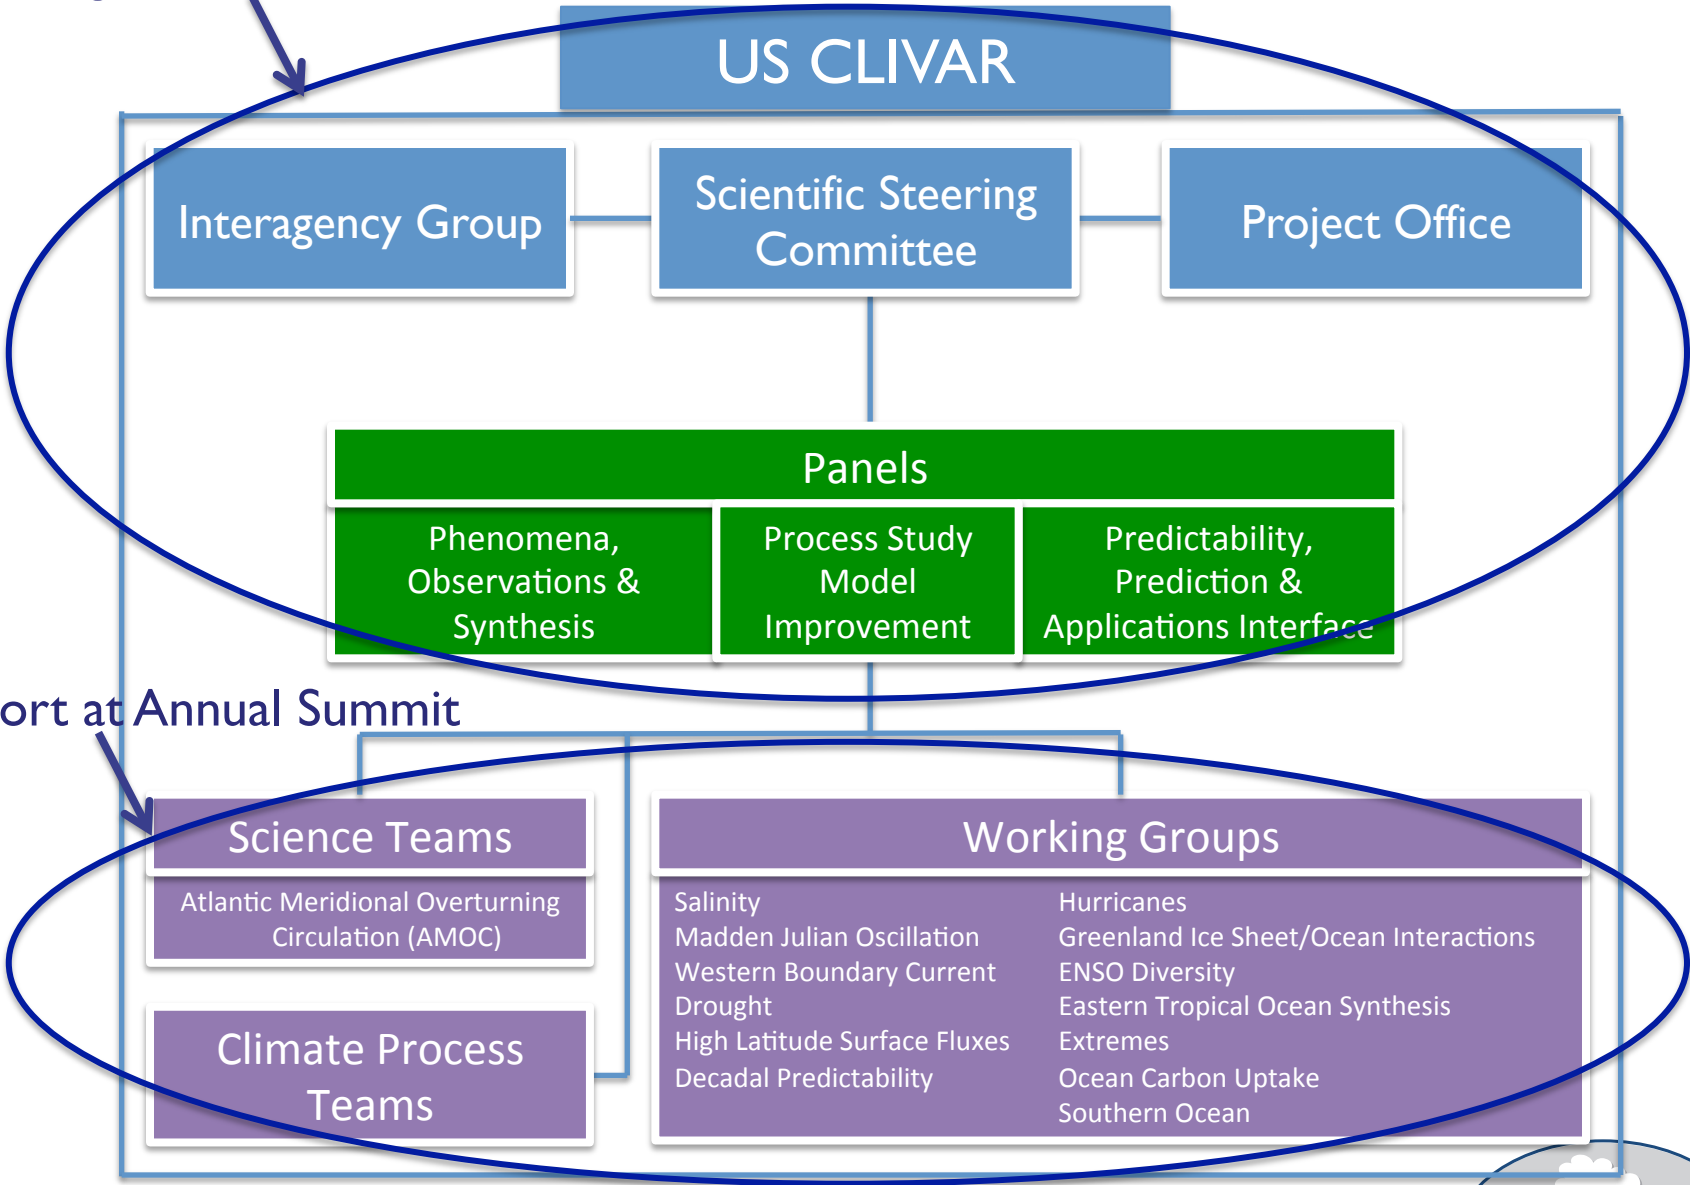 US CLIVAR
Interagency Group
Scientific Steering
Committee
Project Office
Panels
Phenomena,
Observations &
Synthesis
Process Study
Model
Improvement
Predictability,
Prediction &
Applications Interface
ort at Annual Summit
Science Teams
Atlantic Meridional Overturning
Circulation (AMOC)
Climate Process
Teams
Working Groups
Salinity
Madden Julian Oscillation
Western Boundary Current
Drought
High Latitude Surface Fluxes
Decadal Predictability
Hurricanes
Greenland Ice Sheet/Ocean Interactions
ENSO Diversity
Eastern Tropical Ocean Synthesis
Extremes
Ocean Carbon Uptake
Southern Ocean